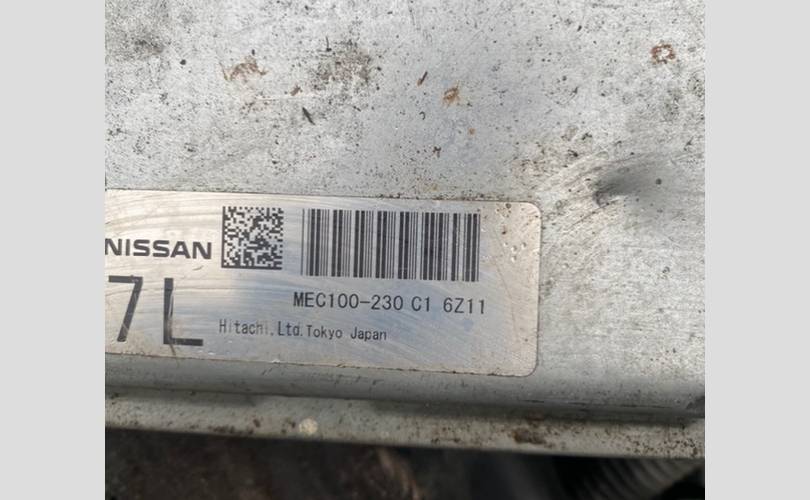 NISSAN
7L
MEC100-230 C1 6Z11
Hitachi.Ltd.Tokyo Japan